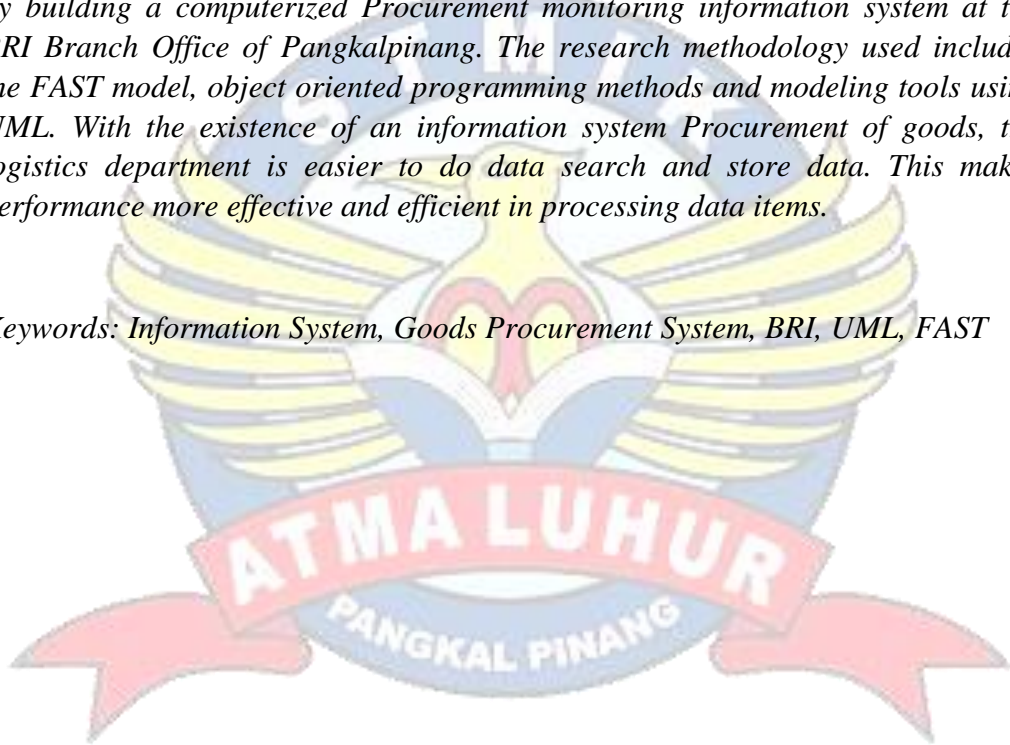 y building a computerized Procurement monitoring information system at t
RI Branch Office of Pangkalpinang. The research methodology used includ
he FAST model, object oriented programming methods and modeling tools usin
UML. With the existence of an information system Procurement of goods, t
ogistics department is easier to do data search and store data. This mak
erformance more effective and efficient in processing data items.
Keywords: Information System, Goods Procurement System, BRI, UML, FAST
STMIK
ATMA LUHUR
PANGKAL PINANG